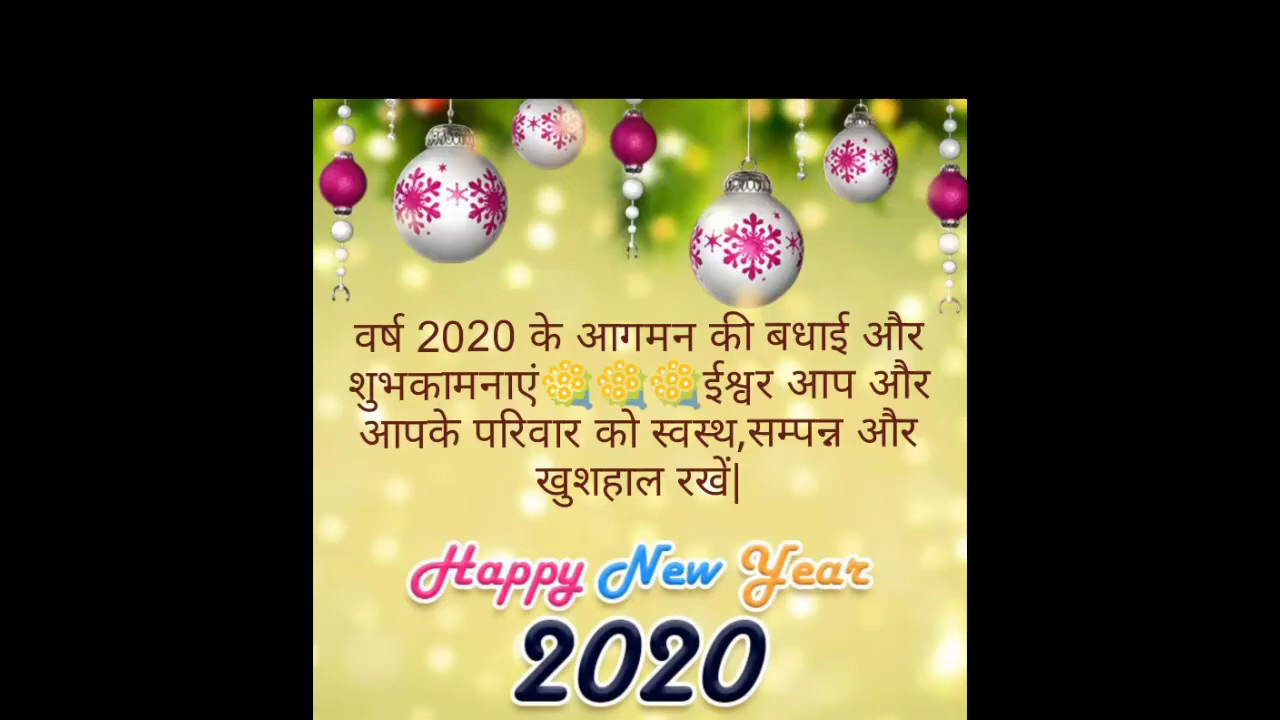 वर्ष 2020 के आगमन की बधाई और
शुभकामनाएं💐💐💐ईश्वर आप और
आपके परिवार को स्वस्थ,सम्पन्न और
खुशहाल रखें|
Happy New Year
2020